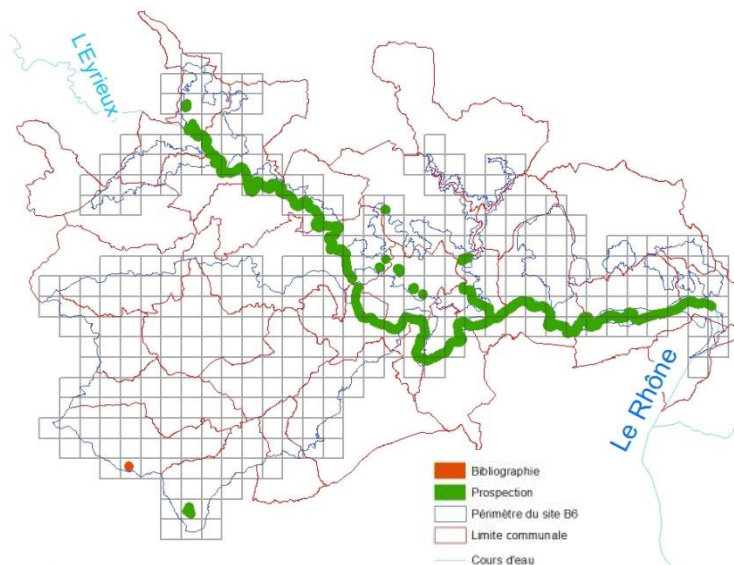 L'Eyrieux
Le Rhône
Bibliographie
Prospection
Périmètre du site B6
Limite communale
Cours d'eau